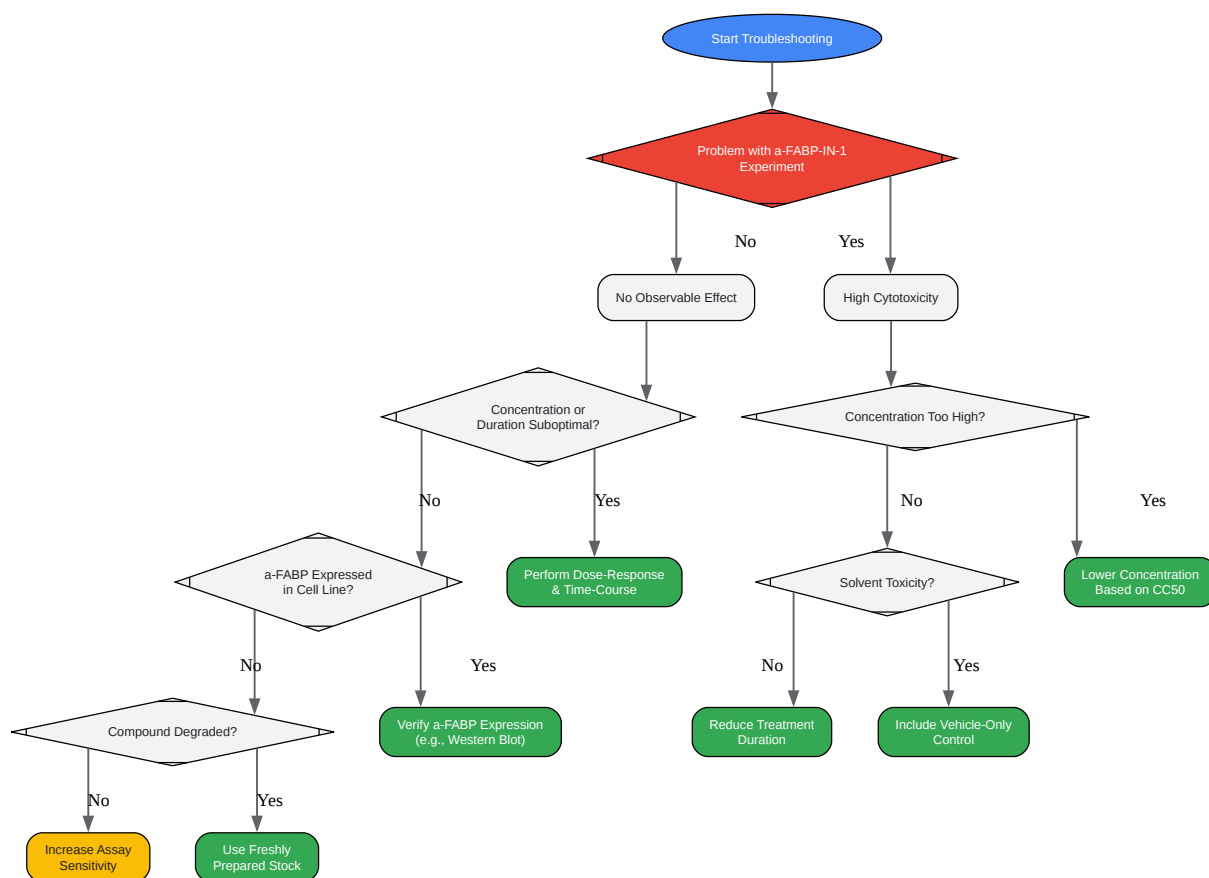 Start Troubleshooting
Problem with a-FABP-IN-1
Experiment
No
Yes
No Observable Effect
High Cytotoxicity
Concentration or
Duration Suboptimal?
Concentration Too High?
No
Yes
No
Yes
a-FABP Expressed
in Cell Line?
Perform Dose-Response
& Time-Course
Solvent Toxicity?
Lower Concentration
Based on CC50
No
Yes
No
Yes
Compound Degraded?
Verify a-FABP Expression
(e.g., Western Blot)
Reduce Treatment
Duration
Include Vehicle-Only
Control
No
Yes
Increase Assay
Sensitivity
Use Freshly
Prepared Stock